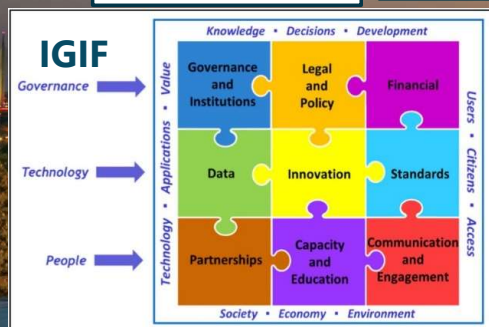 IGIF
Knowledge • Decisions • Development
Governance
Technology
People
Technology • Applications • Value
Governance
and
Institutions
Legal
and
Policy
Financial
Data
Innovation
Standards
Partnerships
Capacity
and
Education
Communication
and
Engagement
Users • Citizens • Access
Society • Economy • Environment